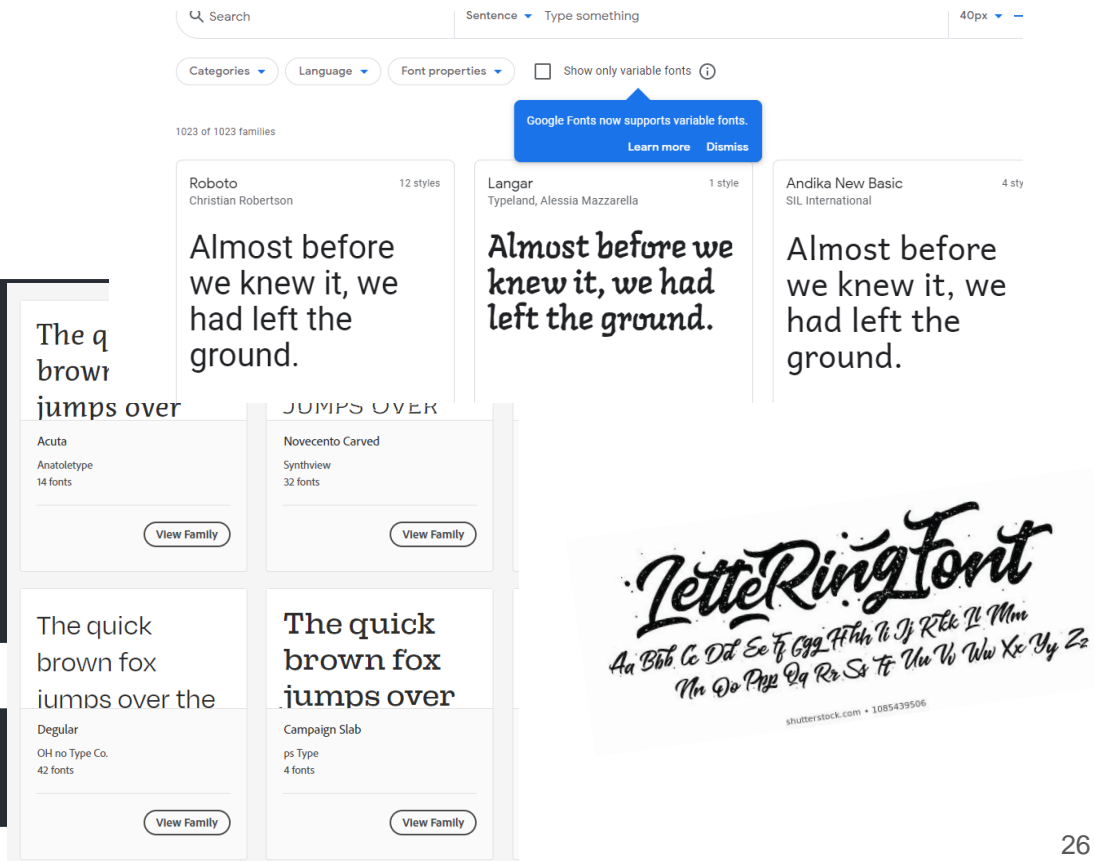 Search
Sentence Type something 40px
Categories Language Font properties Show only variable fonts
Google Fonts now supports variable fonts.
Learn more Dismiss
1023 of 1023 families
Roboto 12 styles
Christian Robertson
Almost before
we knew it, we
had left the
ground.
Langar 1 style
Typeland, Alessia Mazzarella
Almost before we
knew it, we had
left the ground.
Andika New Basic 4 sty
SIL International
Almost before
we knew it, we
had left the
ground.
The q
brown
jumps over
Acuta
Anatoletype
14 fonts
View Family
JUMPS OVER
Novecento Carved
Synthview
32 fonts
View Family
The quick
brown fox
jumps over the
Degular
OH no Type Co.
42 fonts
View Family
The quick
brown fox
jumps over
Campaign Slab
ps Type
4 fonts
View Family
LetteRing Font
Aa Bbb Cc Dd Ee Ff Ggg Hhh Ii Jj Kkk Ll Mm
Nn Oo Ppp Qq Rr Ss Tt Uu Vv Ww Xx Yy Zz
shutterstock.com • 1085439506
26